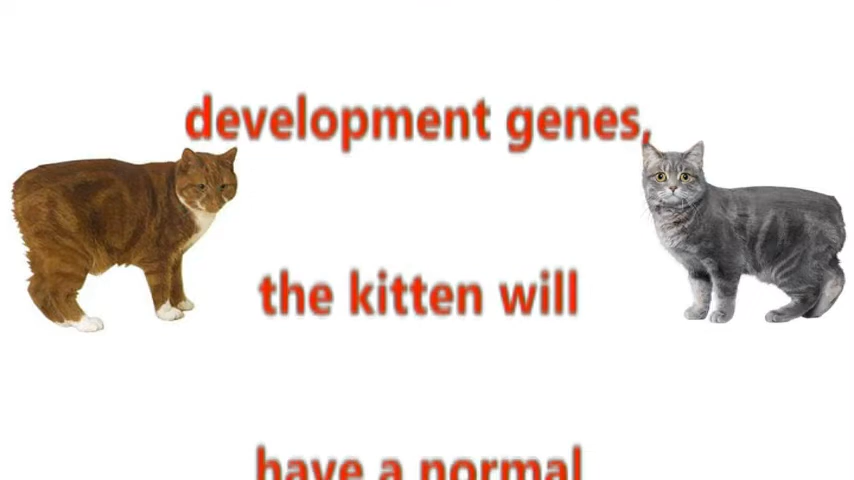 development genes,
the kitten will
have a normal